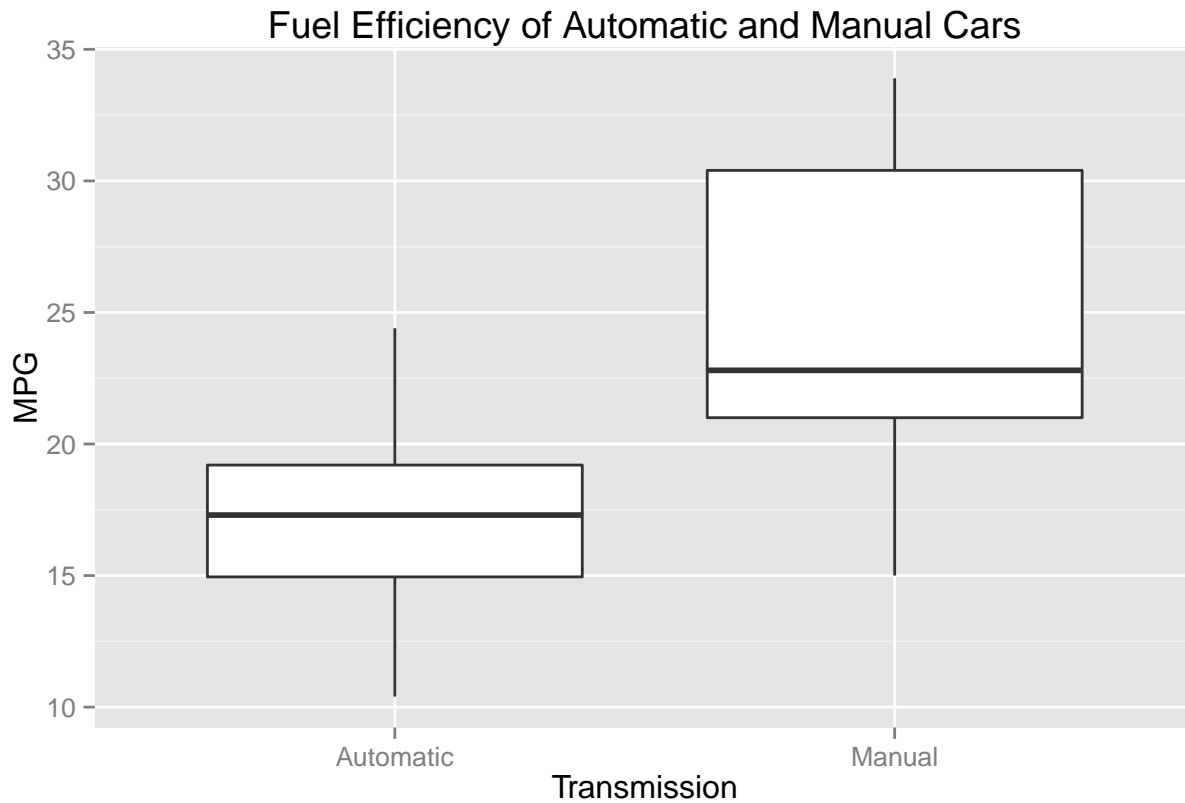 Fuel Efficiency of Automatic and Manual Cars
35
30
25
20
15
10
MPG
Automatic Manual
Transmission